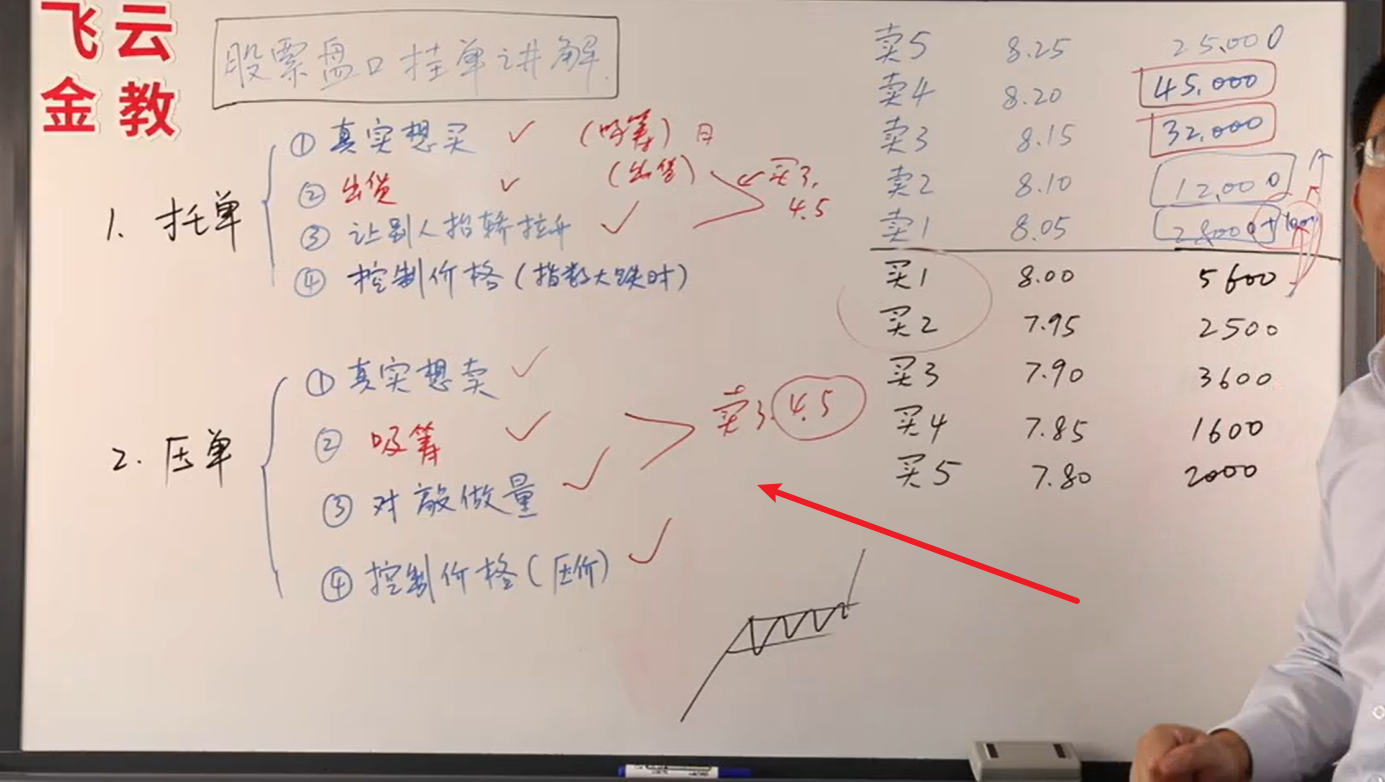 飞云
金教
股票盘口挂单讲解
1. 托单
① 真实想买 ✓ (吸筹)
② 出货 ✓ (出货)
买3.
4.5
③ 让别人抬轿拉升 ✓
④ 控制价格(指数大跌时)
2. 压单
① 真实想卖 ✓
② 吸筹 ✓
卖3.4.5
③ 对敲做量 ✓
④ 控制价格(压价) ✓
卖5 8.25 25,000
卖4 8.20 45,000
卖3 8.15 32,000
卖2 8.10 12,000
卖1 8.05
买1 8.00 5600
买2 7.95 2500
买3 7.90 3600
买4 7.85 1600
买5 7.80 2000